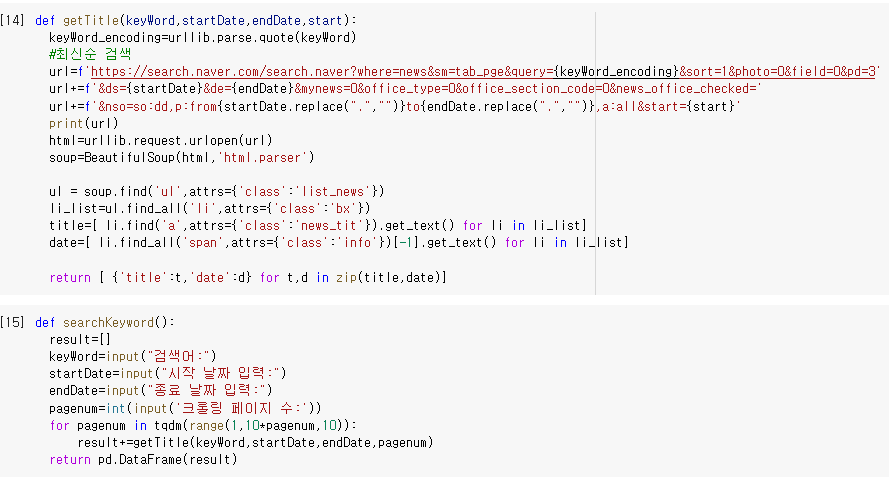 [14] def getTitle(keyWord,startDate,endDate,start):
keyWord_encoding=urllib.parse.quote(keyWord)
#최신순 검색
url=f'https://search.naver.com/search.naver?where=news&sm=tab_pge&query={keyWord_encoding}&sort=1&photo=0&field=0&pd=3'
url+=f'&ds={startDate}&de={endDate}&mynews=0&office_type=0&office_section_code=0&news_office_checked='
url+=f'&nso=so:dd,p:from{startDate.replace(".","")}to{endDate.replace(".","")},a:all&start={start}'
print(url)
html=urllib.request.urlopen(url)
soup=BeautifulSoup(html,'html.parser')
ul = soup.find('ul',attrs={'class':'list_news'})
li_list=ul.find_all('li',attrs={'class':'bx'})
title=[ li.find('a',attrs={'class':'news_tit'}).get_text() for li in li_list]
date=[ li.find_all('span',attrs={'class':'info'})[-1].get_text() for li in li_list]
return [ {'title':t,'date':d} for t,d in zip(title,date)]
[15] def searchKeyword():
result=[]
keyWord=input("검색어:")
startDate=input("시작 날짜 입력:")
endDate=input("종료 날짜 입력:")
pagenum=int(input('크롤링 페이지 수:'))
for pagenum in tqdm(range(1,10*pagenum,10)):
result+=getTitle(keyWord,startDate,endDate,pagenum)
return pd.DataFrame(result)